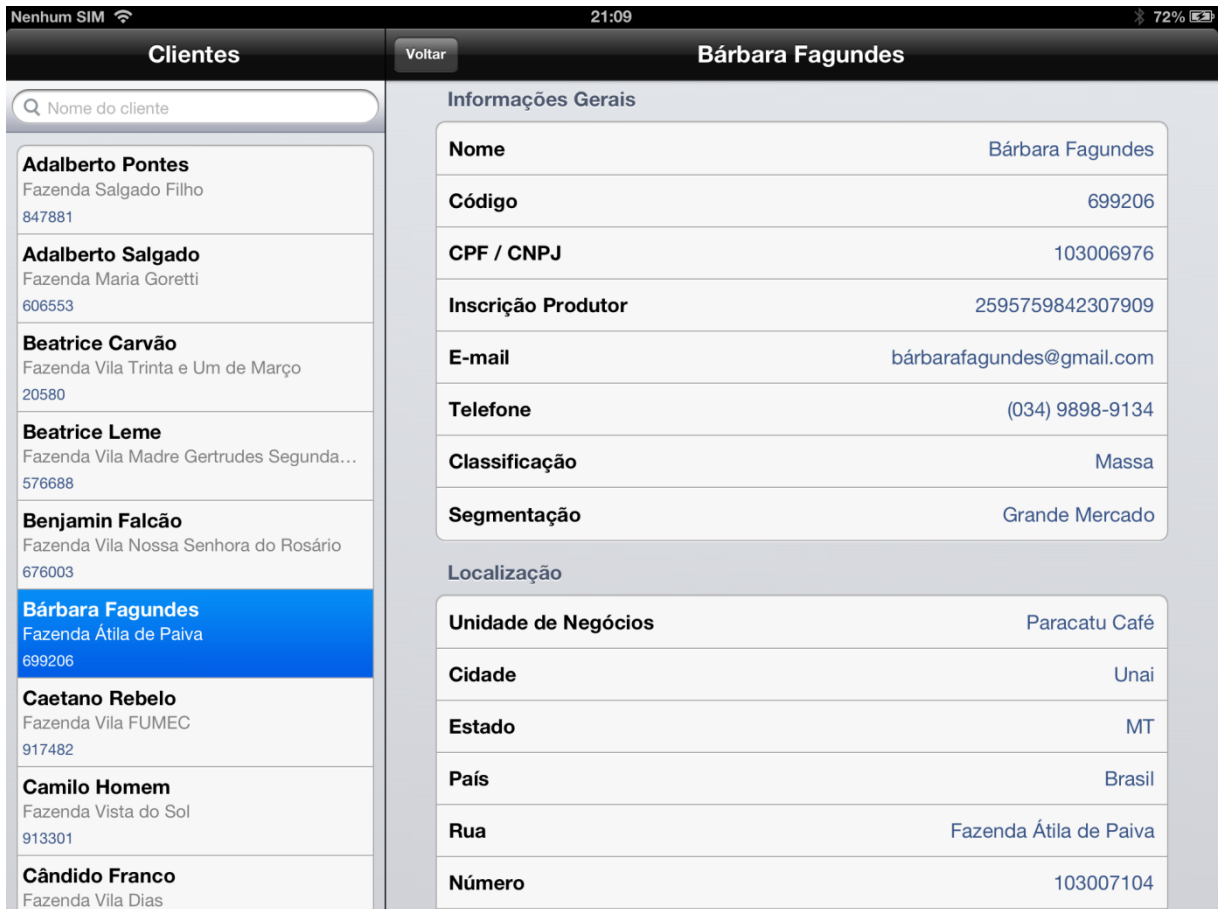 Nenhum SIM 21:09 72%
Clientes
Nome do cliente
Adalberto Pontes
Fazenda Salgado Filho
847881
Adalberto Salgado
Fazenda Maria Goretti
606553
Beatrice Carvão
Fazenda Vila Trinta e Um de Março
20580
Beatrice Leme
Fazenda Vila Madre Gertrudes Segunda...
576688
Benjamin Falcão
Fazenda Vila Nossa Senhora do Rosário
676003
Bárbara Fagundes
Fazenda Átila de Paiva
699206
Caetano Rebelo
Fazenda Vila FUMEC
917482
Camilo Homem
Fazenda Vista do Sol
913301
Cândido Franco
Fazenda Vila Dias
Voltar Bárbara Fagundes
Informações Gerais
Nome Bárbara Fagundes
Código 699206
CPF / CNPJ 103006976
Inscrição Produtor 2595759842307909
E-mail bárbarafagundes@gmail.com
Telefone (034) 9898-9134
Classificação Massa
Segmentação Grande Mercado
Localização
Unidade de Negócios Paracatu Café
Cidade Unai
Estado MT
País Brasil
Rua Fazenda Átila de Paiva
Número 103007104